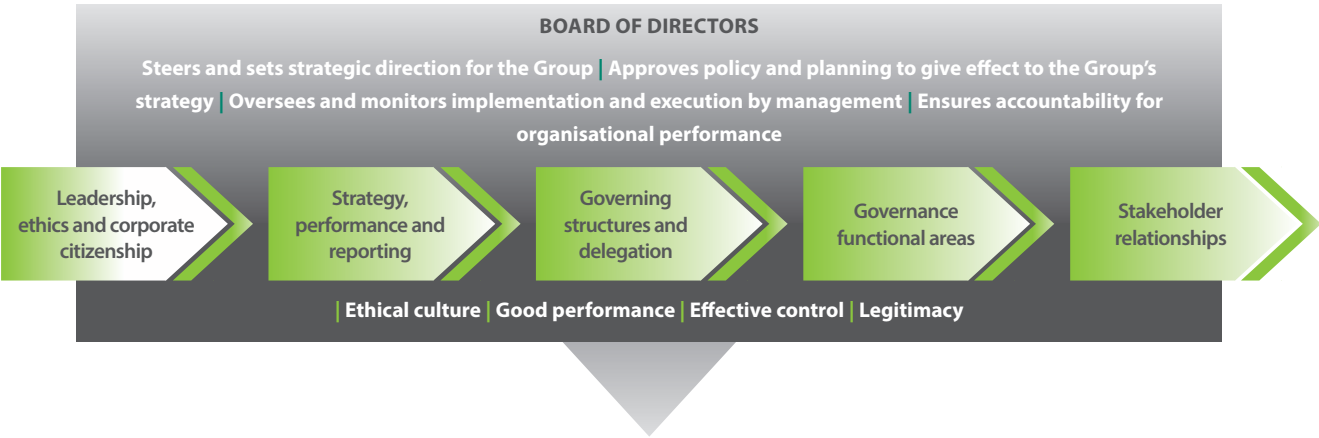 BOARD OF DIRECTORS
Steers and sets strategic direction for the Group | Approves policy and planning to give effect to the Group's
strategy | Oversees and monitors implementation and execution by management | Ensures accountability for
organisational performance
Leadership,
ethics and corporate
citizenship
Strategy,
performance and
reporting
Governing
structures and
delegation
Governance
functional areas
Stakeholder
relationships
| Ethical culture | Good performance | Effective control | Legitimacy